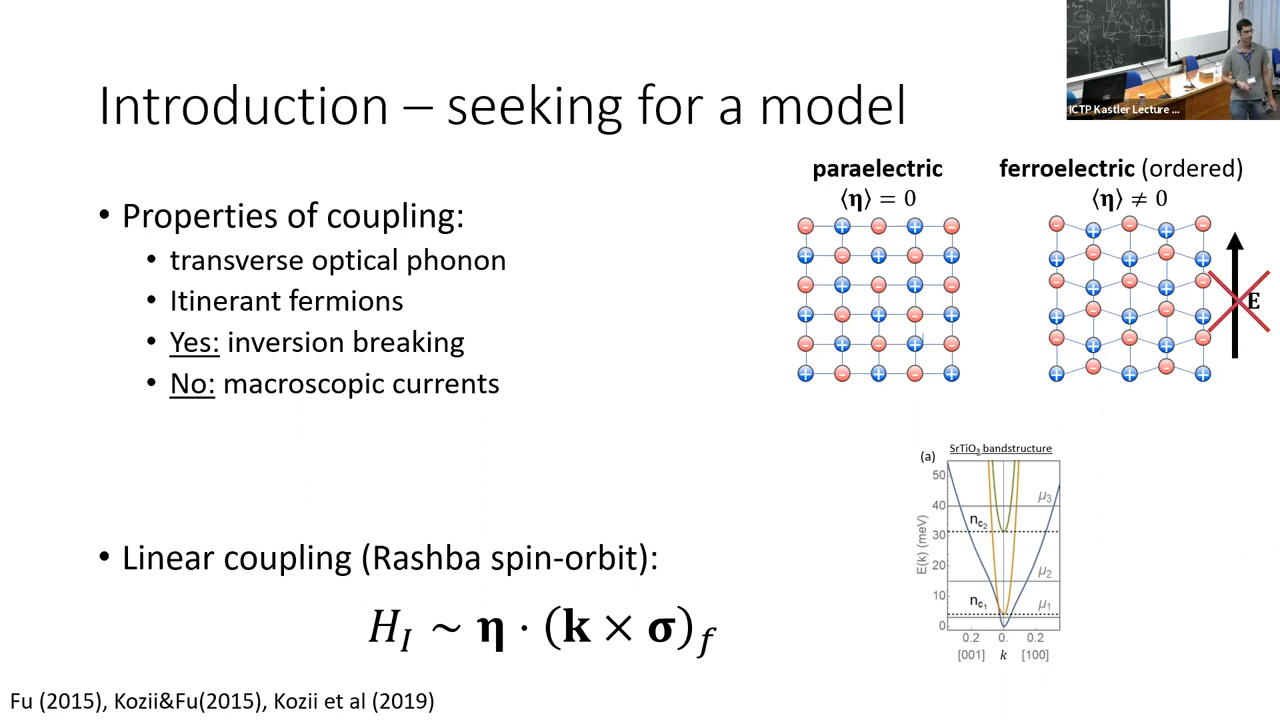 ICTP Kastler Lecture ...
Introduction – seeking for a model
paraelectric
⟨η⟩ = 0
ferroelectric (ordered)
⟨η⟩ ≠ 0
E
• Properties of coupling:
• transverse optical phonon
• Itinerant fermions
• Yes: inversion breaking
• No: macroscopic currents
SrTiO3 bandstructure
(a)
50
40
30
20
10
0
E(k) (meV)
μ3
nc2
μ2
nc1
μ1
0.2 0. 0.2
[001] k [100]
• Linear coupling (Rashba spin-orbit):
H_I ~ η · (k × σ)_f
Fu (2015), Kozii&Fu(2015), Kozii et al (2019)